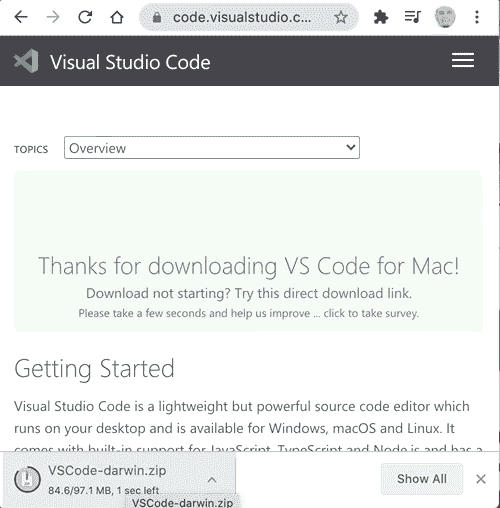 code.visualstudio.c...
Visual Studio Code
TOPICS Overview
Thanks for downloading VS Code for Mac!
Download not starting? Try this direct download link.
Please take a few seconds and help us improve ... click to take survey.
Getting Started
Visual Studio Code is a lightweight but powerful source code editor which
runs on your desktop and is available for Windows, macOS and Linux. It
comes with built-in support for JavaScript, TypeScript and Node.js and has a
VSCode-darwin.zip
84.6/97.1 MB, 1 sec left
Show All
VSCode-darwin.zip